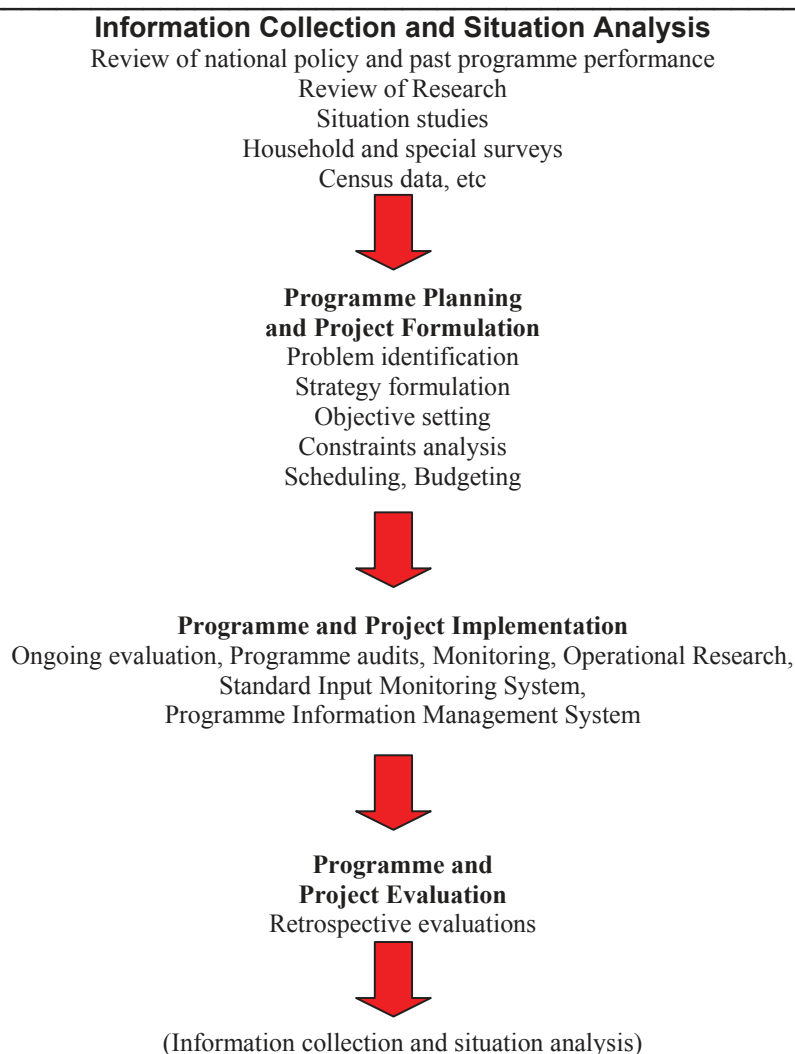 Information Collection and Situation Analysis
Review of national policy and past programme performance
Review of Research
Situation studies
Household and special surveys
Census data, etc
Programme Planning
and Project Formulation
Problem identification
Strategy formulation
Objective setting
Constraints analysis
Scheduling, Budgeting
Programme and Project Implementation
Ongoing evaluation, Programme audits, Monitoring, Operational Research,
Standard Input Monitoring System,
Programme Information Management System
Programme and
Project Evaluation
Retrospective evaluations
(Information collection and situation analysis)